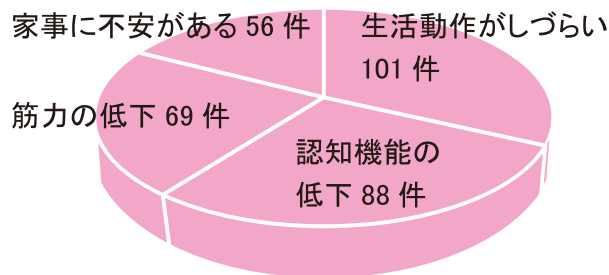 家事に不安がある 56 件
生活動作がしづらい
101 件
筋力の低下 69 件
認知機能の
低下 88 件